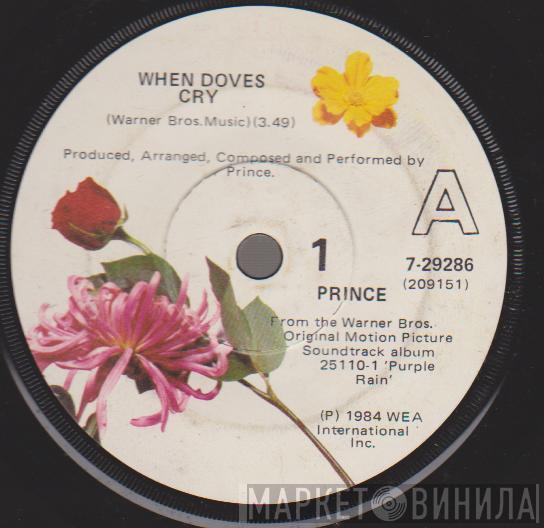 WHEN DOVES
CRY
(Warner Bros.Music)(3.49)
Produced, Arranged, Composed and Performed by
Prince.
A
1
7-29286
(209151)
PRINCE
From the Warner Bros.
Original Motion Picture
Soundtrack album
25110-1 'Purple
Rain'
(P) 1984 WEA
International
Inc.
МАРКЕТ ВИНИЛА